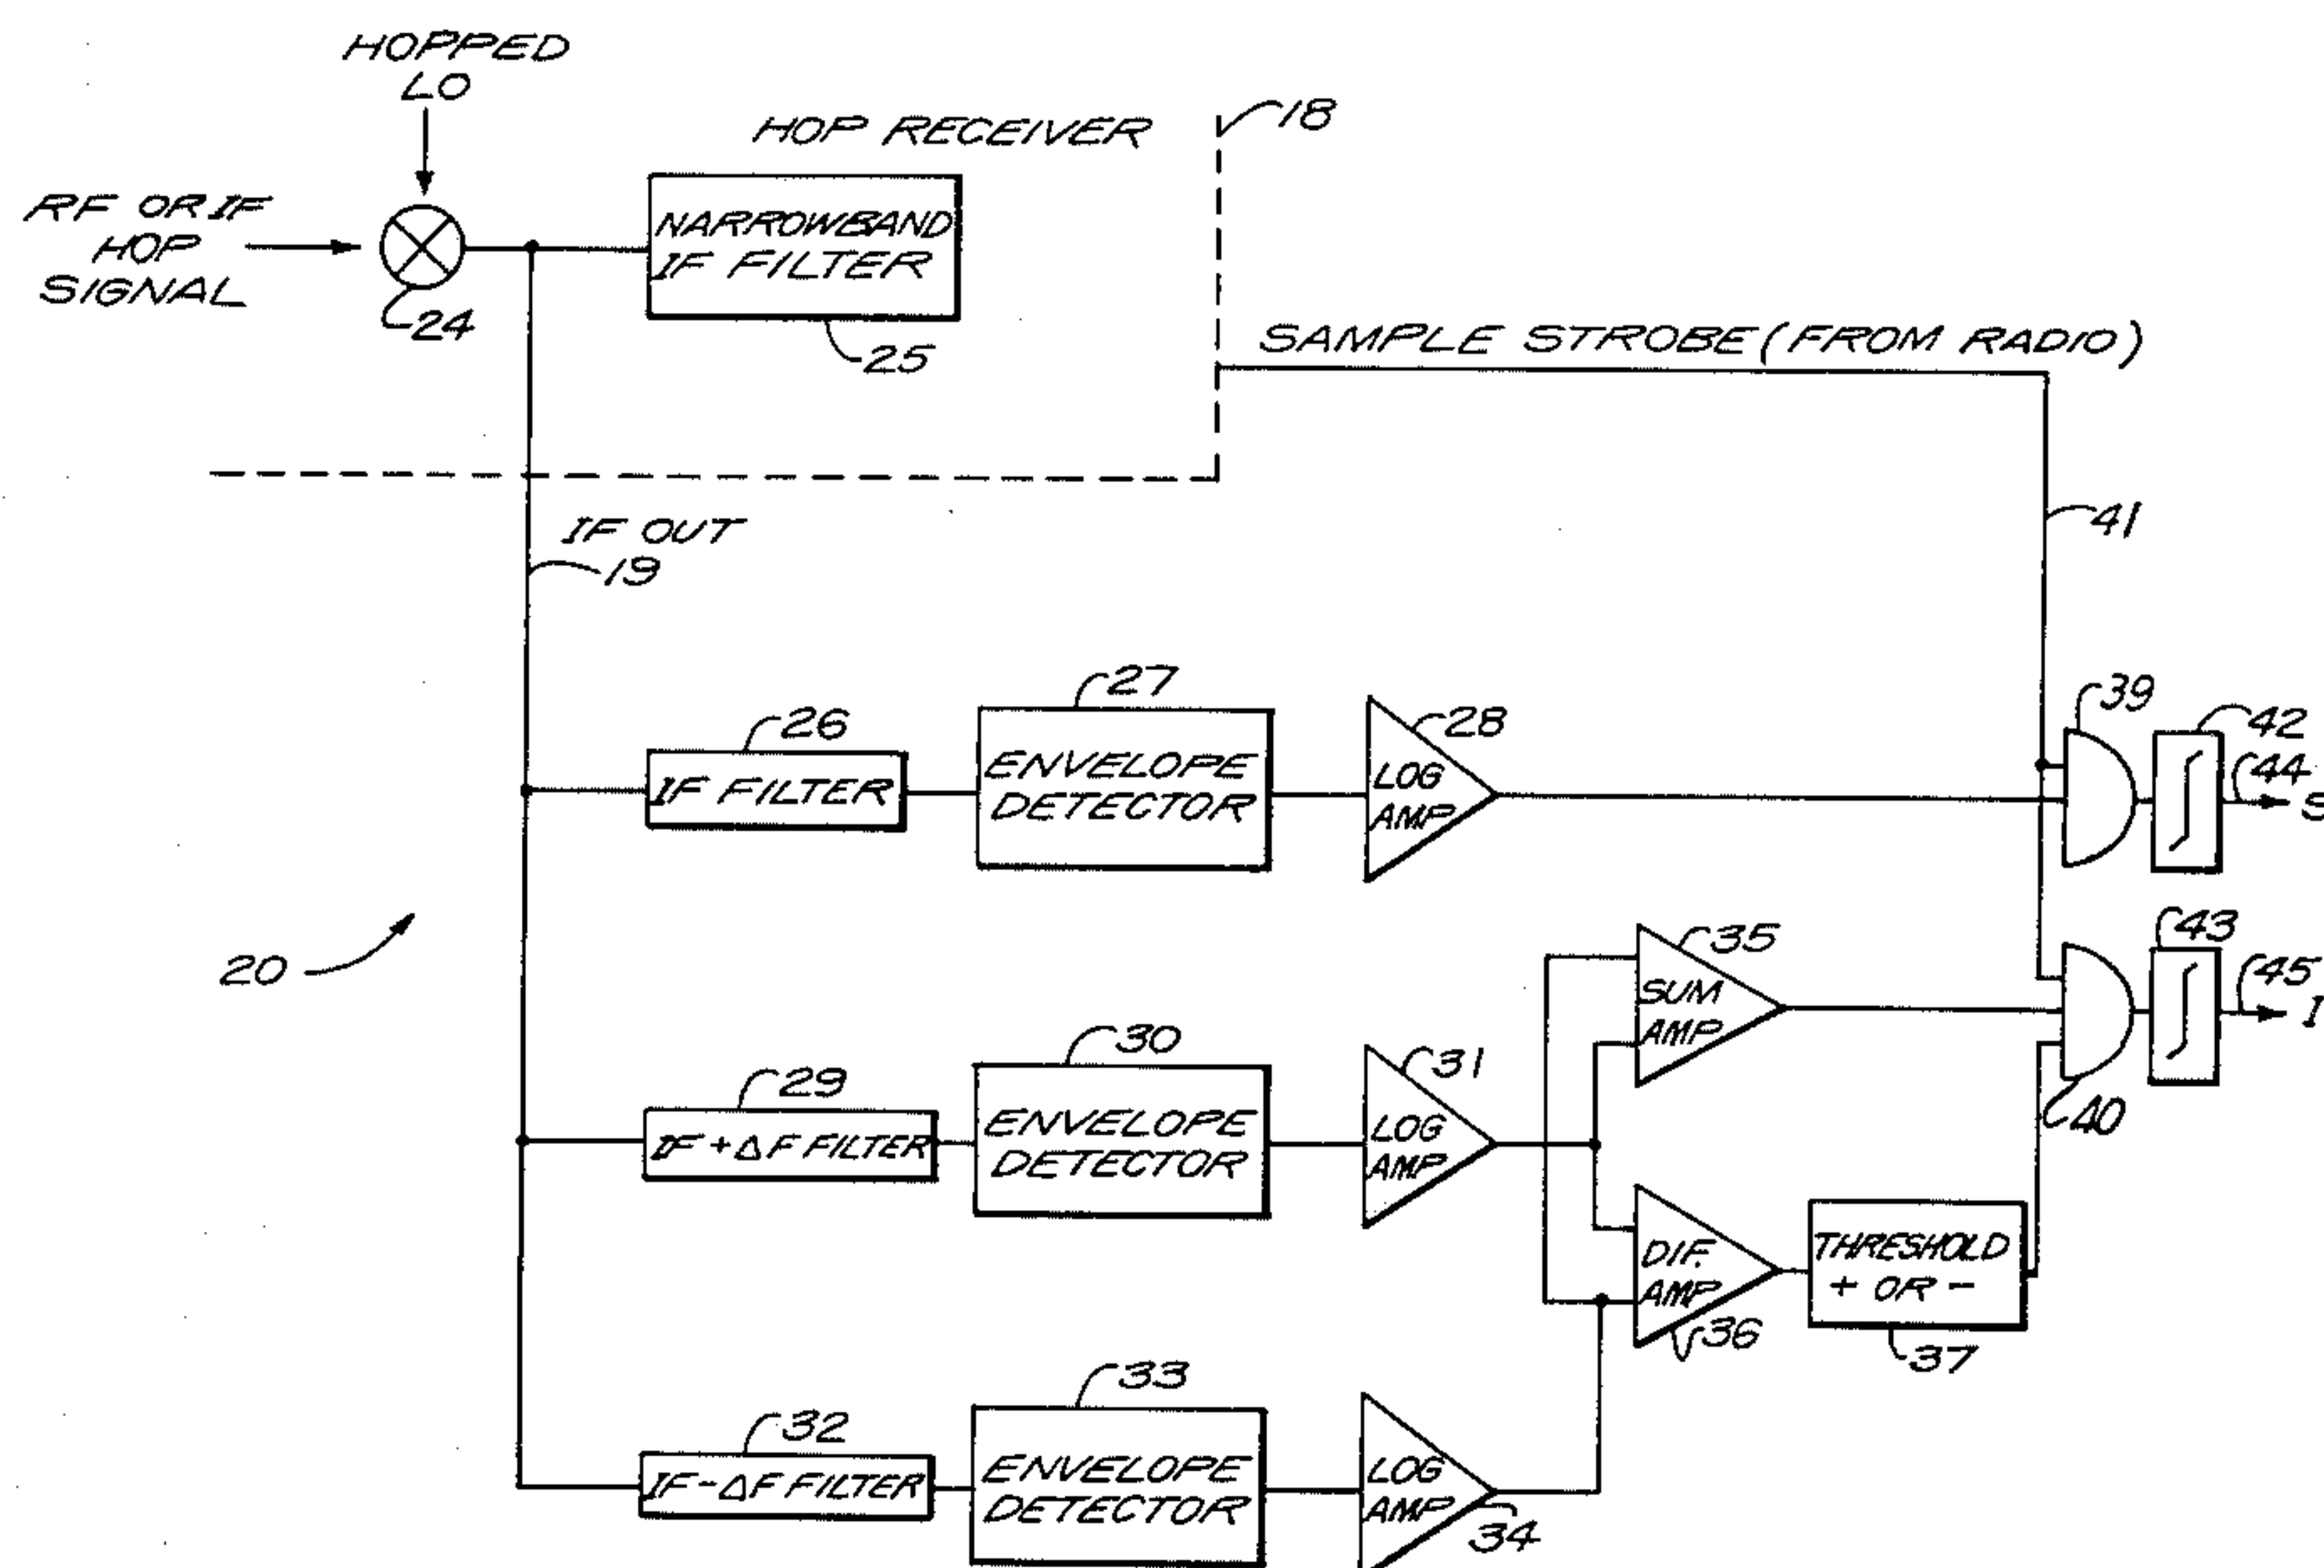 HOPPED
LO
HOP RECEIVER
18
RF OR IF
HOP
SIGNAL
24
NARROWBAND
IF FILTER
25
SAMPLE STROBE (FROM RADIO)
41
IF OUT
19
26
IF FILTER
27
ENVELOPE
DETECTOR
28
LOG
AMP
39
42
44
S
20
35
SUM
AMP
43
45
I
40
29
IF + ΔF FILTER
30
ENVELOPE
DETECTOR
31
LOG
AMP
DIF.
AMP
36
THRESHOLD
+ OR -
37
32
IF - ΔF FILTER
33
ENVELOPE
DETECTOR
LOG
AMP
34